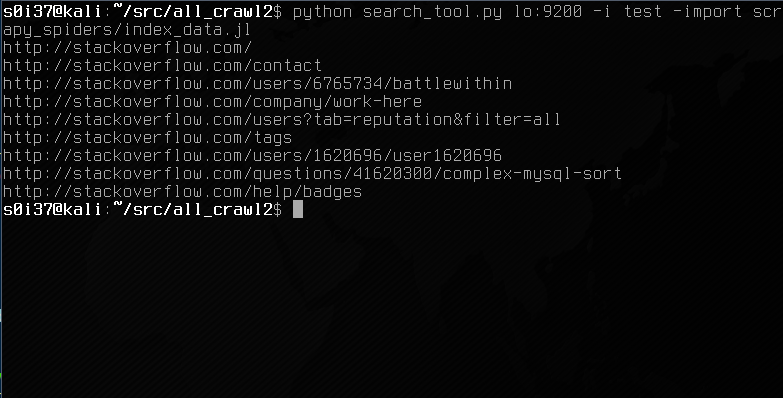 s0i37@kali:~/src/all_crawl2$ python search_tool.py lo:9200 -i test -import scr
apy_spiders/index_data.jl
http://stackoverflow.com/
http://stackoverflow.com/contact
http://stackoverflow.com/users/6765734/battlewithin
http://stackoverflow.com/company/work-here
http://stackoverflow.com/users?tab=reputation&filter=all
http://stackoverflow.com/tags
http://stackoverflow.com/users/1620696/user1620696
http://stackoverflow.com/questions/41620300/complex-mysql-sort
http://stackoverflow.com/help/badges
s0i37@kali:~/src/all_crawl2$